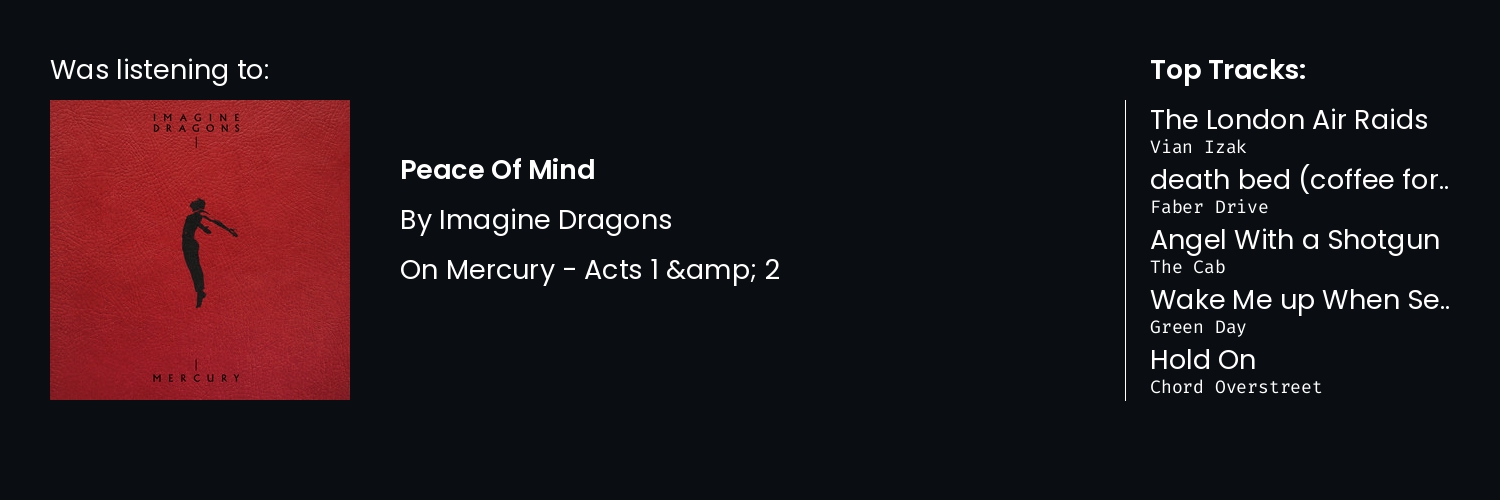 Was listening to:
IMAGINE
DRAGONS
MERCURY
Peace Of Mind
By Imagine Dragons
On Mercury - Acts 1 &amp; 2
Top Tracks:
The London Air Raids
Vian Izak
death bed (coffee for..
Faber Drive
Angel With a Shotgun
The Cab
Wake Me up When Se..
Green Day
Hold On
Chord Overstreet